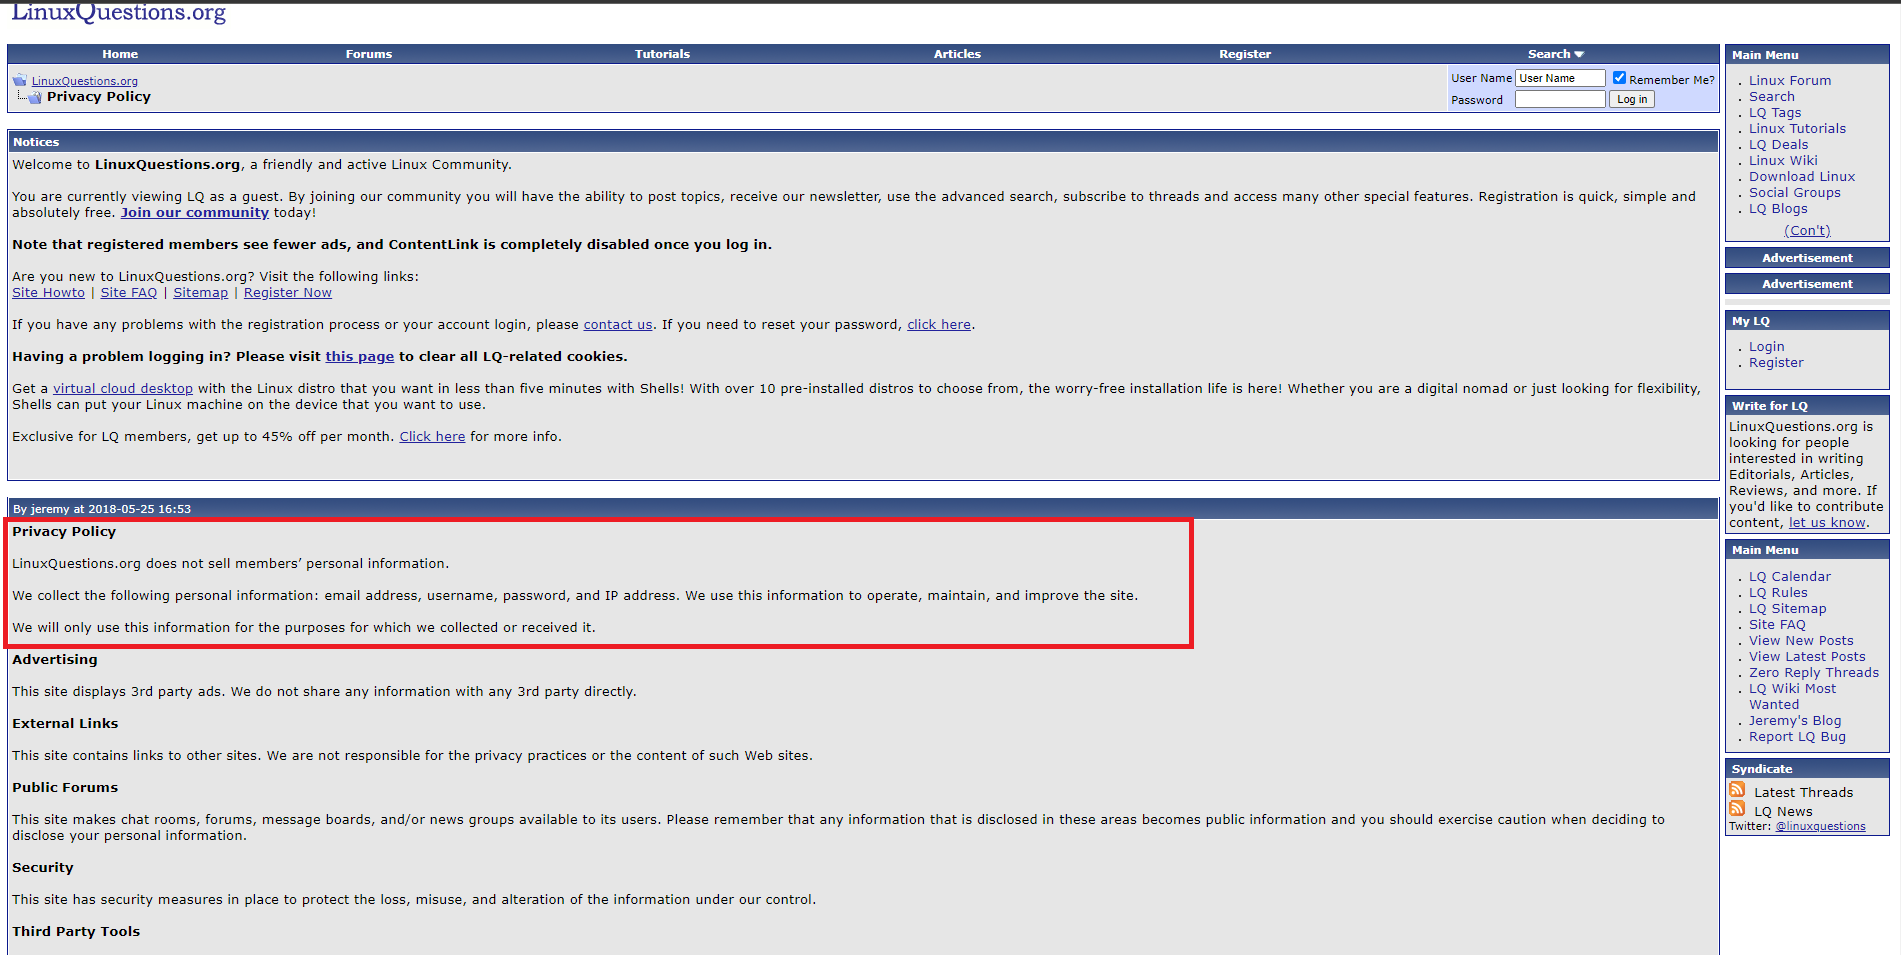 LinuxQuestions.org
Home Forums Tutorials Articles Register Search
LinuxQuestions.org
Privacy Policy
User Name User Name Remember Me?
Password Log in
Notices
Welcome to LinuxQuestions.org, a friendly and active Linux Community.
You are currently viewing LQ as a guest. By joining our community you will have the ability to post topics, receive our newsletter, use the advanced search, subscribe to threads and access many other special features. Registration is quick, simple and
absolutely free. Join our community today!
Note that registered members see fewer ads, and ContentLink is completely disabled once you log in.
Are you new to LinuxQuestions.org? Visit the following links:
Site Howto | Site FAQ | Sitemap | Register Now
If you have any problems with the registration process or your account login, please contact us. If you need to reset your password, click here.
Having a problem logging in? Please visit this page to clear all LQ-related cookies.
Get a virtual cloud desktop with the Linux distro that you want in less than five minutes with Shells! With over 10 pre-installed distros to choose from, the worry-free installation life is here! Whether you are a digital nomad or just looking for flexibility,
Shells can put your Linux machine on the device that you want to use.
Exclusive for LQ members, get up to 45% off per month. Click here for more info.
By jeremy at 2018-05-25 16:53
Privacy Policy
LinuxQuestions.org does not sell members’ personal information.
We collect the following personal information: email address, username, password, and IP address. We use this information to operate, maintain, and improve the site.
We will only use this information for the purposes for which we collected or received it.
Advertising
This site displays 3rd party ads. We do not share any information with any 3rd party directly.
External Links
This site contains links to other sites. We are not responsible for the privacy practices or the content of such Web sites.
Public Forums
This site makes chat rooms, forums, message boards, and/or news groups available to its users. Please remember that any information that is disclosed in these areas becomes public information and you should exercise caution when deciding to
disclose your personal information.
Security
This site has security measures in place to protect the loss, misuse, and alteration of the information under our control.
Third Party Tools
Main Menu
Linux Forum
Search
LQ Tags
Linux Tutorials
LQ Deals
Linux Wiki
Download Linux
Social Groups
LQ Blogs
(Con't)
Advertisement
Advertisement
My LQ
Login
Register
Write for LQ
LinuxQuestions.org is
looking for people
interested in writing
Editorials, Articles,
Reviews, and more. If
you'd like to contribute
content, let us know.
Main Menu
LQ Calendar
LQ Rules
LQ Sitemap
Site FAQ
View New Posts
View Latest Posts
Zero Reply Threads
LQ Wiki Most
Wanted
Jeremy's Blog
Report LQ Bug
Syndicate
Latest Threads
LQ News
Twitter: @linuxquestions